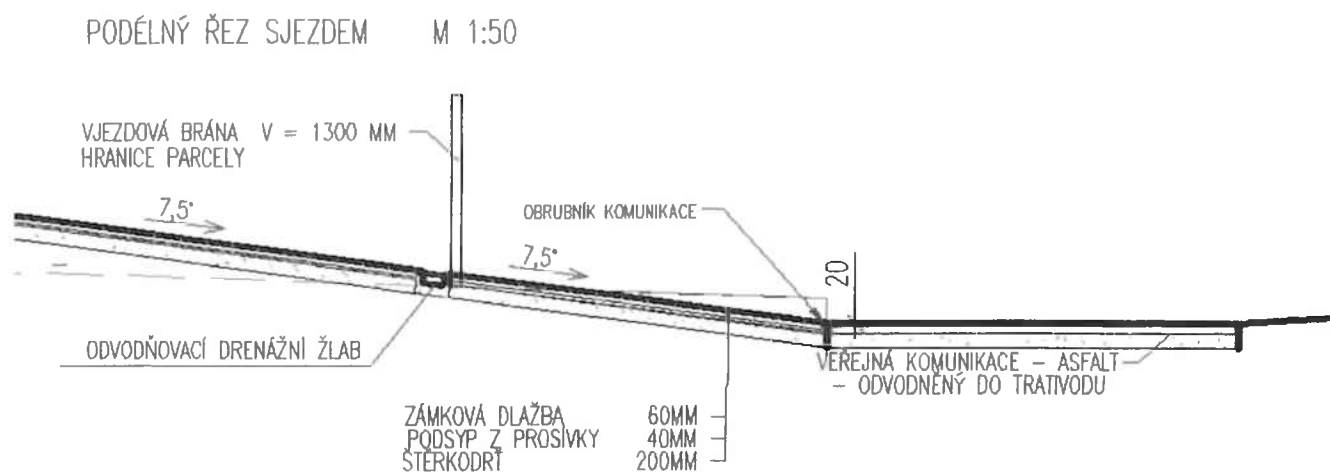 PODÉLNÝ ŘEZ SJEZDEM M 1:50
VJEZDOVÁ BRÁNA V = 1300 MM
HRANICE PARCELY
7,5°
OBRUBNÍK KOMUNIKACE
7,5°
20
ODVODŇOVACÍ DRENÁŽNÍ ŽLAB
VEŘEJNÁ KOMUNIKACE – ASFALT
– ODVODNĚNÝ DO TRATIVODU
ZÁMKOVÁ DLAŽBA 60MM
PODSYP Z PROSÍVKY 40MM
ŠTĚRKODRŤ 200MM